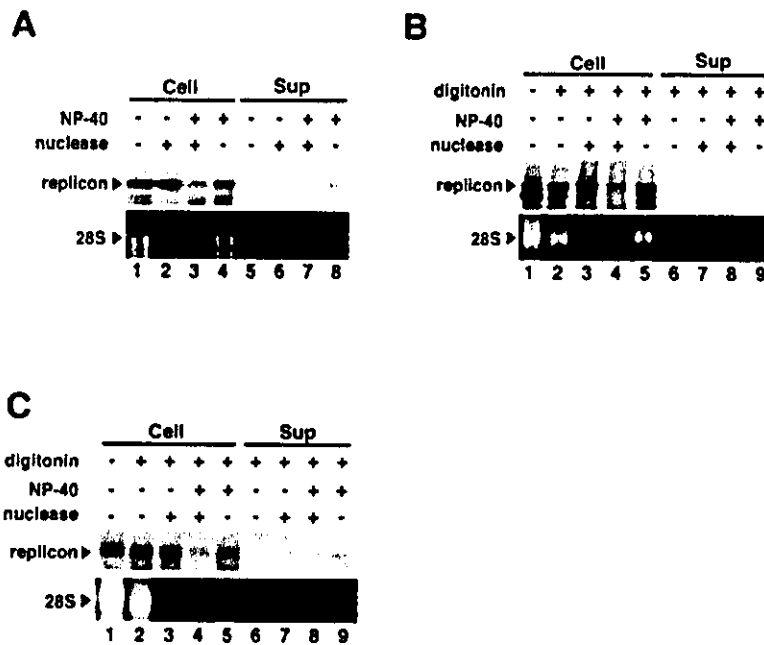 A
Cell Sup
NP-40 - - + + - - + +
nuclease - + + - - + + -
replicon
28S
1 2 3 4 5 6 7 8
B
Cell Sup
digitonin - + + + + + + + +
NP-40 - - - + + - - + +
nuclease - - + + - - + + -
replicon
28S
1 2 3 4 5 6 7 8 9
C
Cell Sup
digitonin - + + + + + + + +
NP-40 - - - + + - - + +
nuclease - - + + - - + + -
replicon
28S
1 2 3 4 5 6 7 8 9